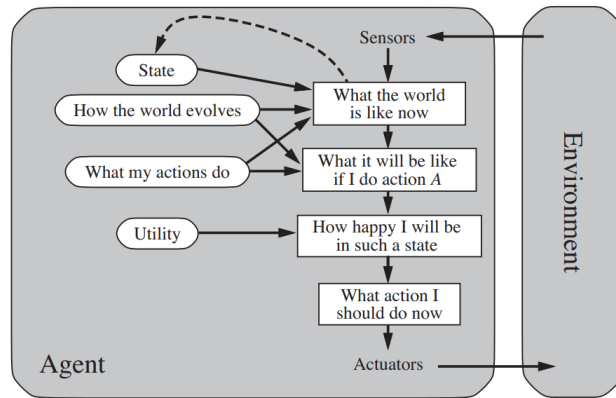 Sensors
State
What the world
is like now
How the world evolves
What it will be like
if I do action A
What my actions do
How happy I will be
in such a state
Utility
What action I
should do now
Agent
Actuators
Environment